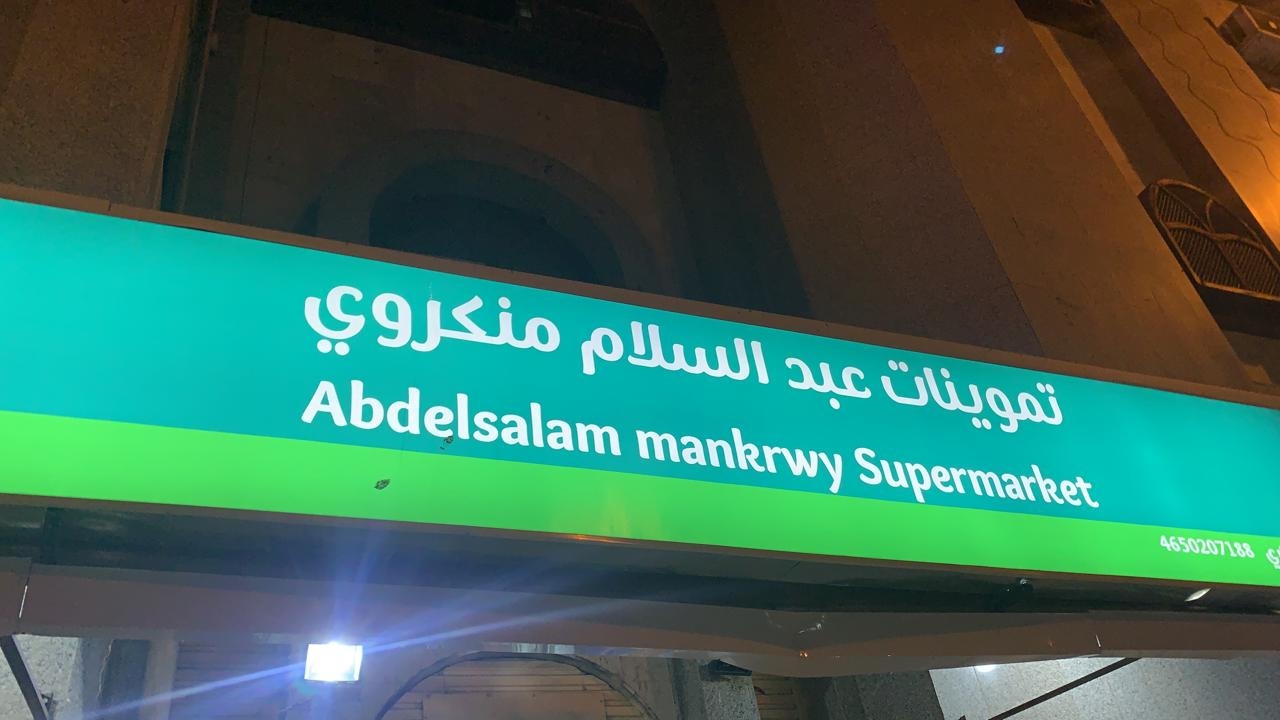 تموينات عبد السلام منكروي
Abdelsalam mankrwy Supermarket
4650207188